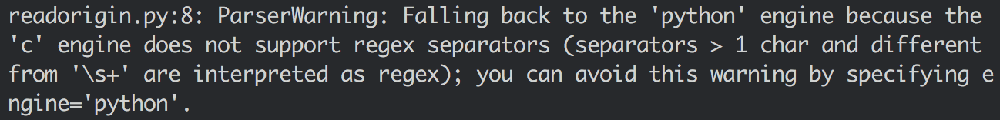 readorigin.py:8: ParserWarning: Falling back to the 'python' engine because the
'c' engine does not support regex separators (separators > 1 char and different
from '\s+' are interpreted as regex); you can avoid this warning by specifying e
ngine='python'.